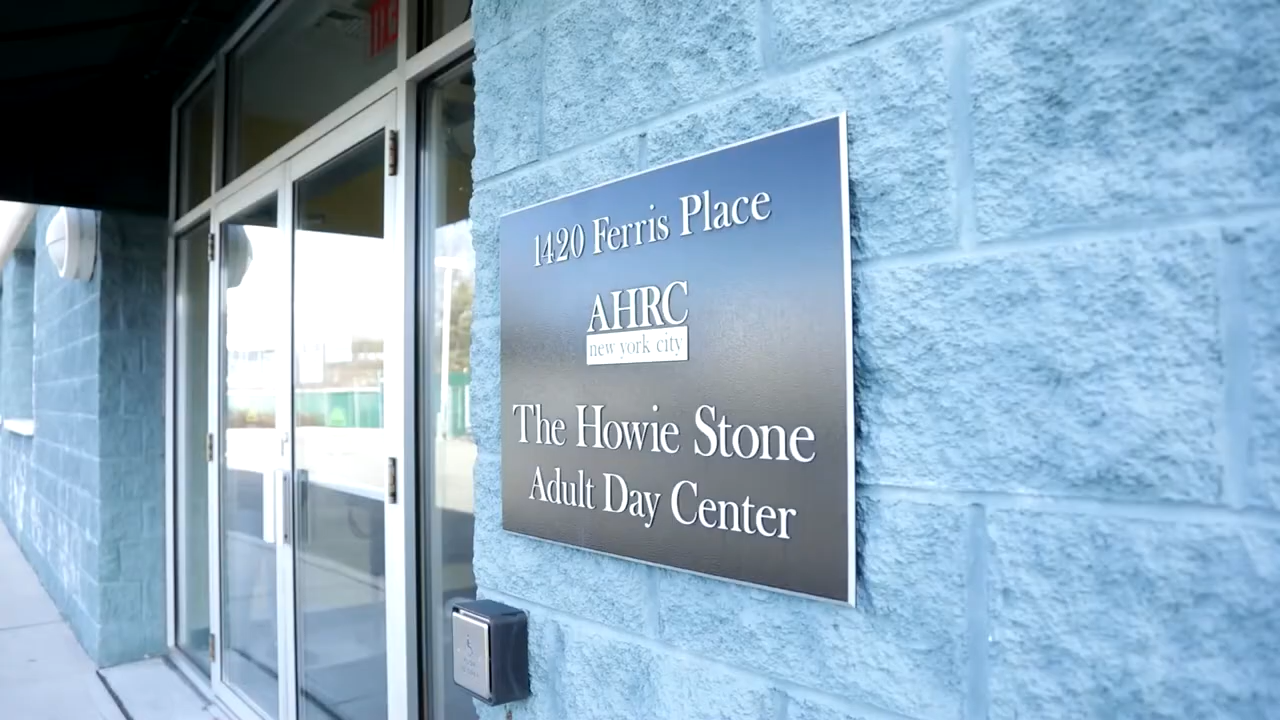 1420 Ferris Place
AHRC
new york city
The Howie Stone
Adult Day Center